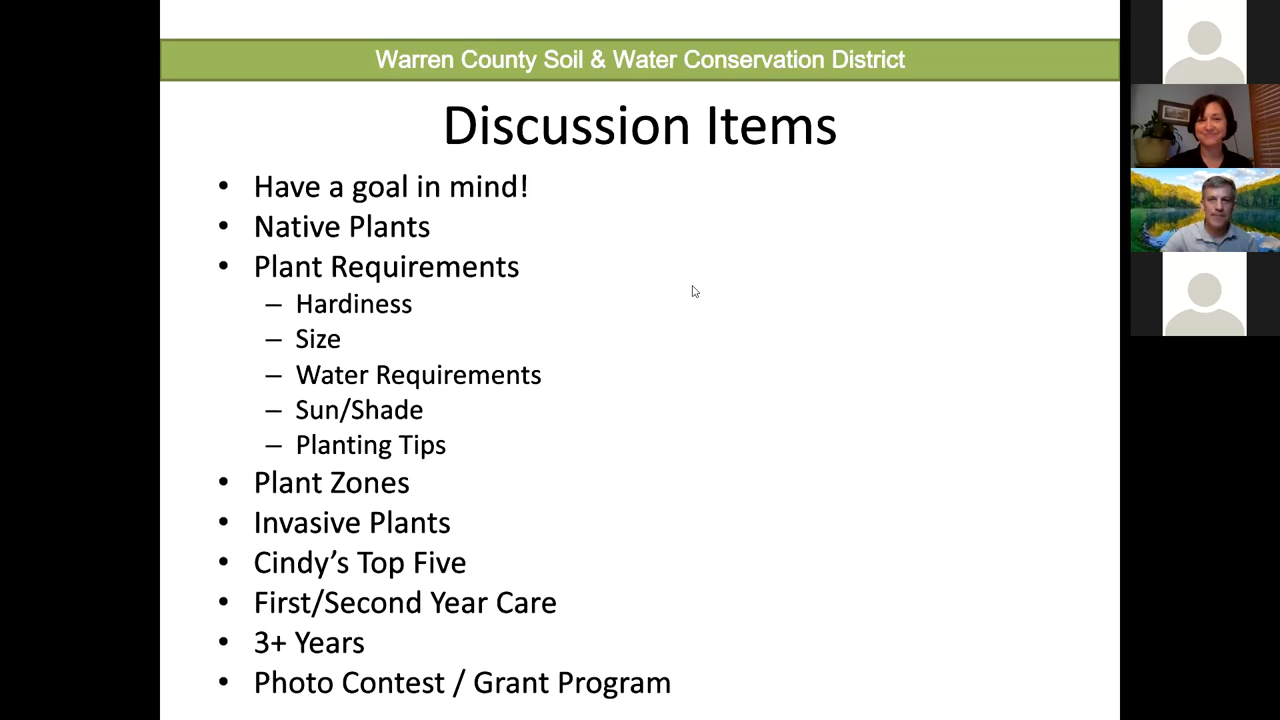 Warren County Soil & Water Conservation District
Discussion Items
• Have a goal in mind!
• Native Plants
• Plant Requirements
– Hardiness
– Size
– Water Requirements
– Sun/Shade
– Planting Tips
• Plant Zones
• Invasive Plants
• Cindy’s Top Five
• First/Second Year Care
• 3+ Years
• Photo Contest / Grant Program